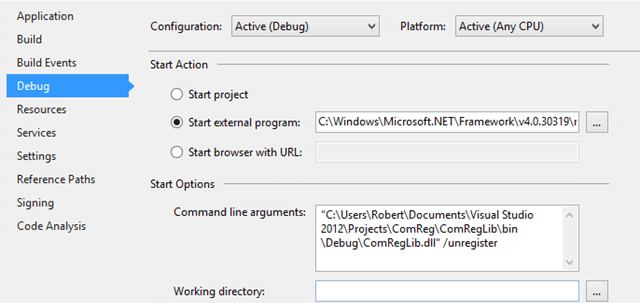 Application
Build
Build Events
Debug
Resources
Services
Settings
Reference Paths
Signing
Code Analysis
Configuration: Active (Debug) Platform: Active (Any CPU)
Start Action
Start project
Start external program: C:\Windows\Microsoft.NET\Framework\v4.0.30319\ ...
Start browser with URL:
Start Options
Command line arguments: "C:\Users\Robert\Documents\Visual Studio
2012\Projects\ComReg\ComRegLib\bin
\Debug\ComRegLib.dll" /unregister
Working directory: ...